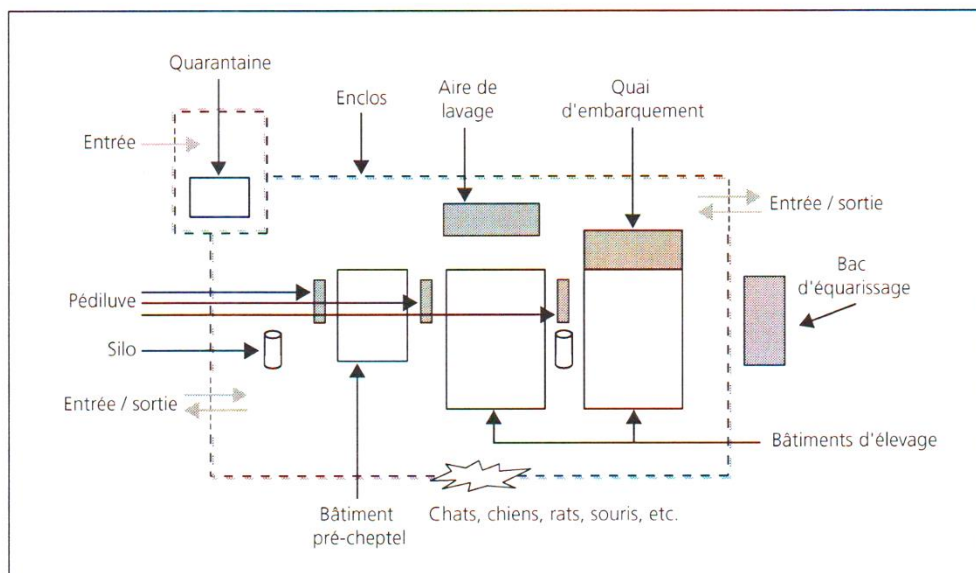 Quarantaine
Enclos
Aire de
lavage
Quai
d'embarquement
Entrée
Entrée / sortie
Bac
d'équarissage
Pédiluve
Silo
Entrée / sortie
Bâtiments d'élevage
Bâtiment
pré-cheptel
Chats, chiens, rats, souris, etc.